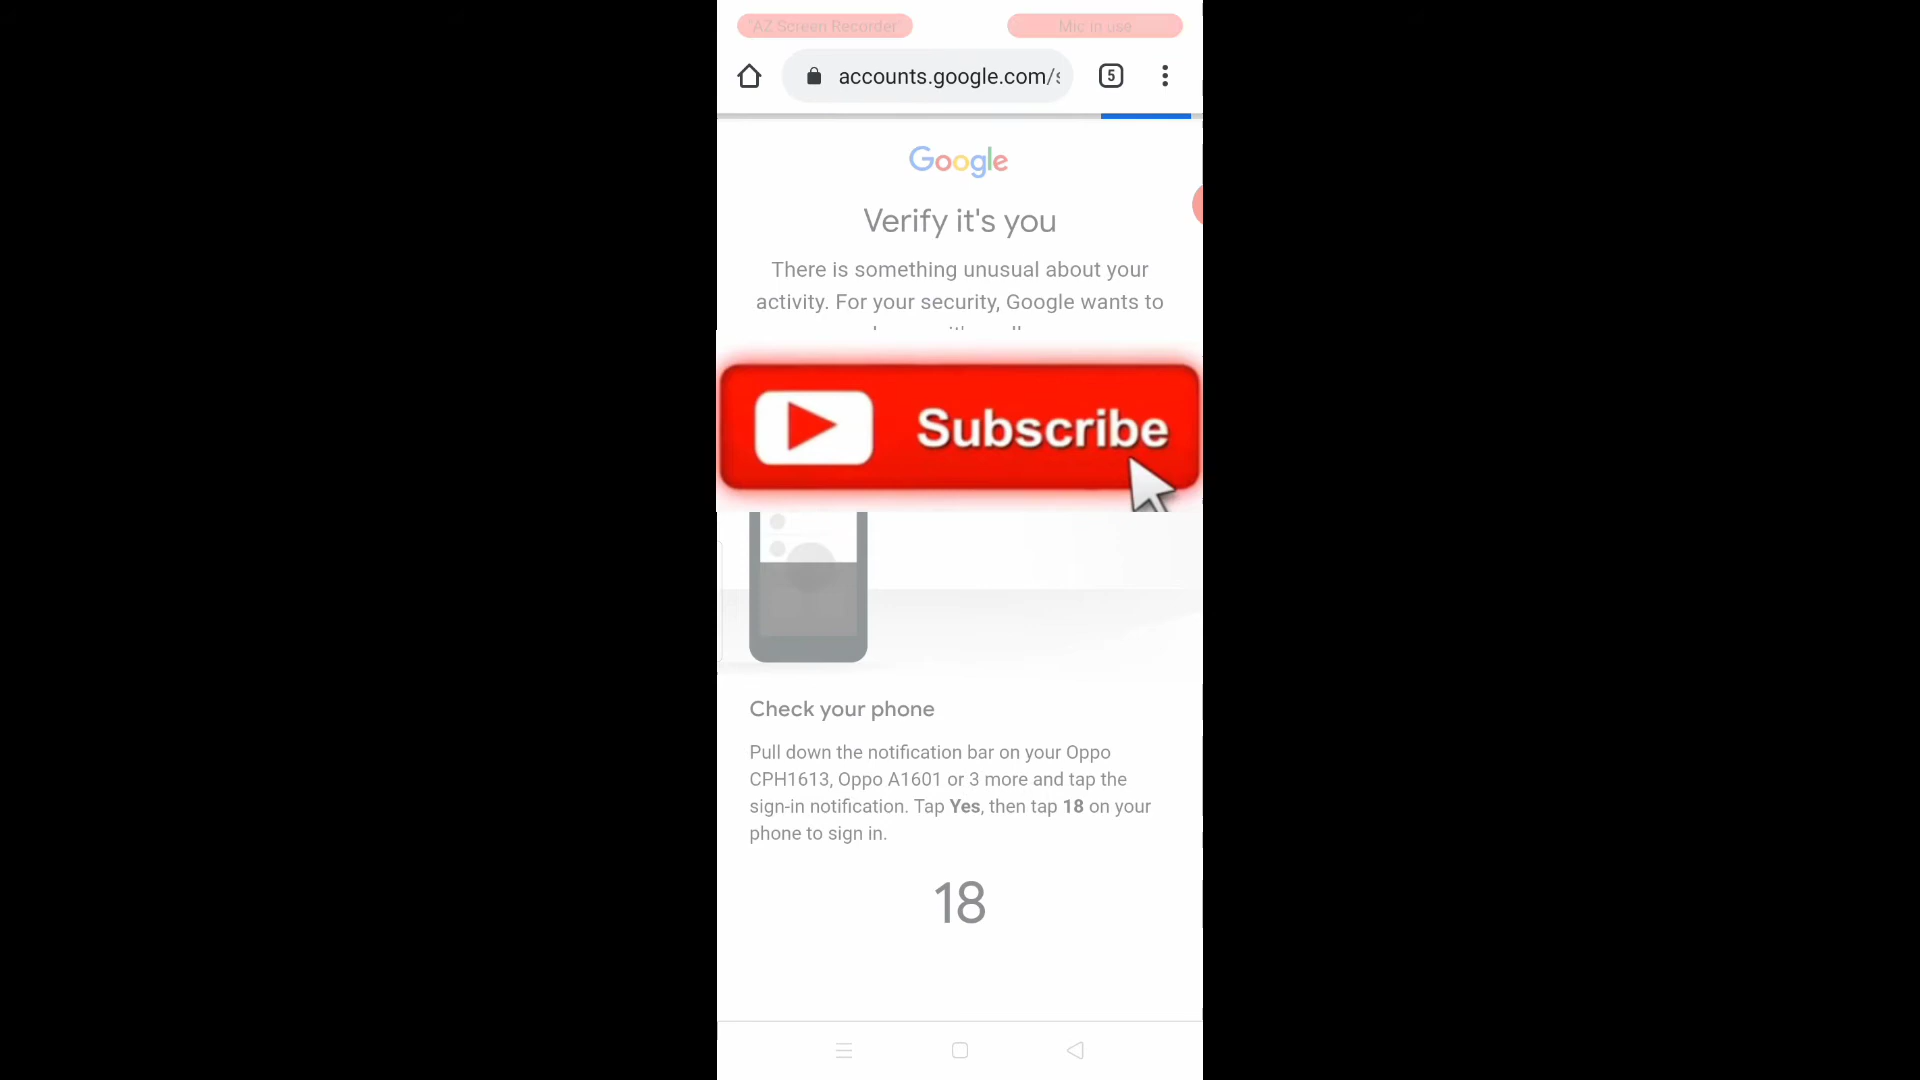 "AZ Screen Recorder"
Mic in use
accounts.google.com/s
5
Google
Verify it's you
There is something unusual about your
activity. For your security, Google wants to
Subscribe
Check your phone
Pull down the notification bar on your Oppo
CPH1613, Oppo A1601 or 3 more and tap the
sign-in notification. Tap Yes, then tap 18 on your
phone to sign in.
18